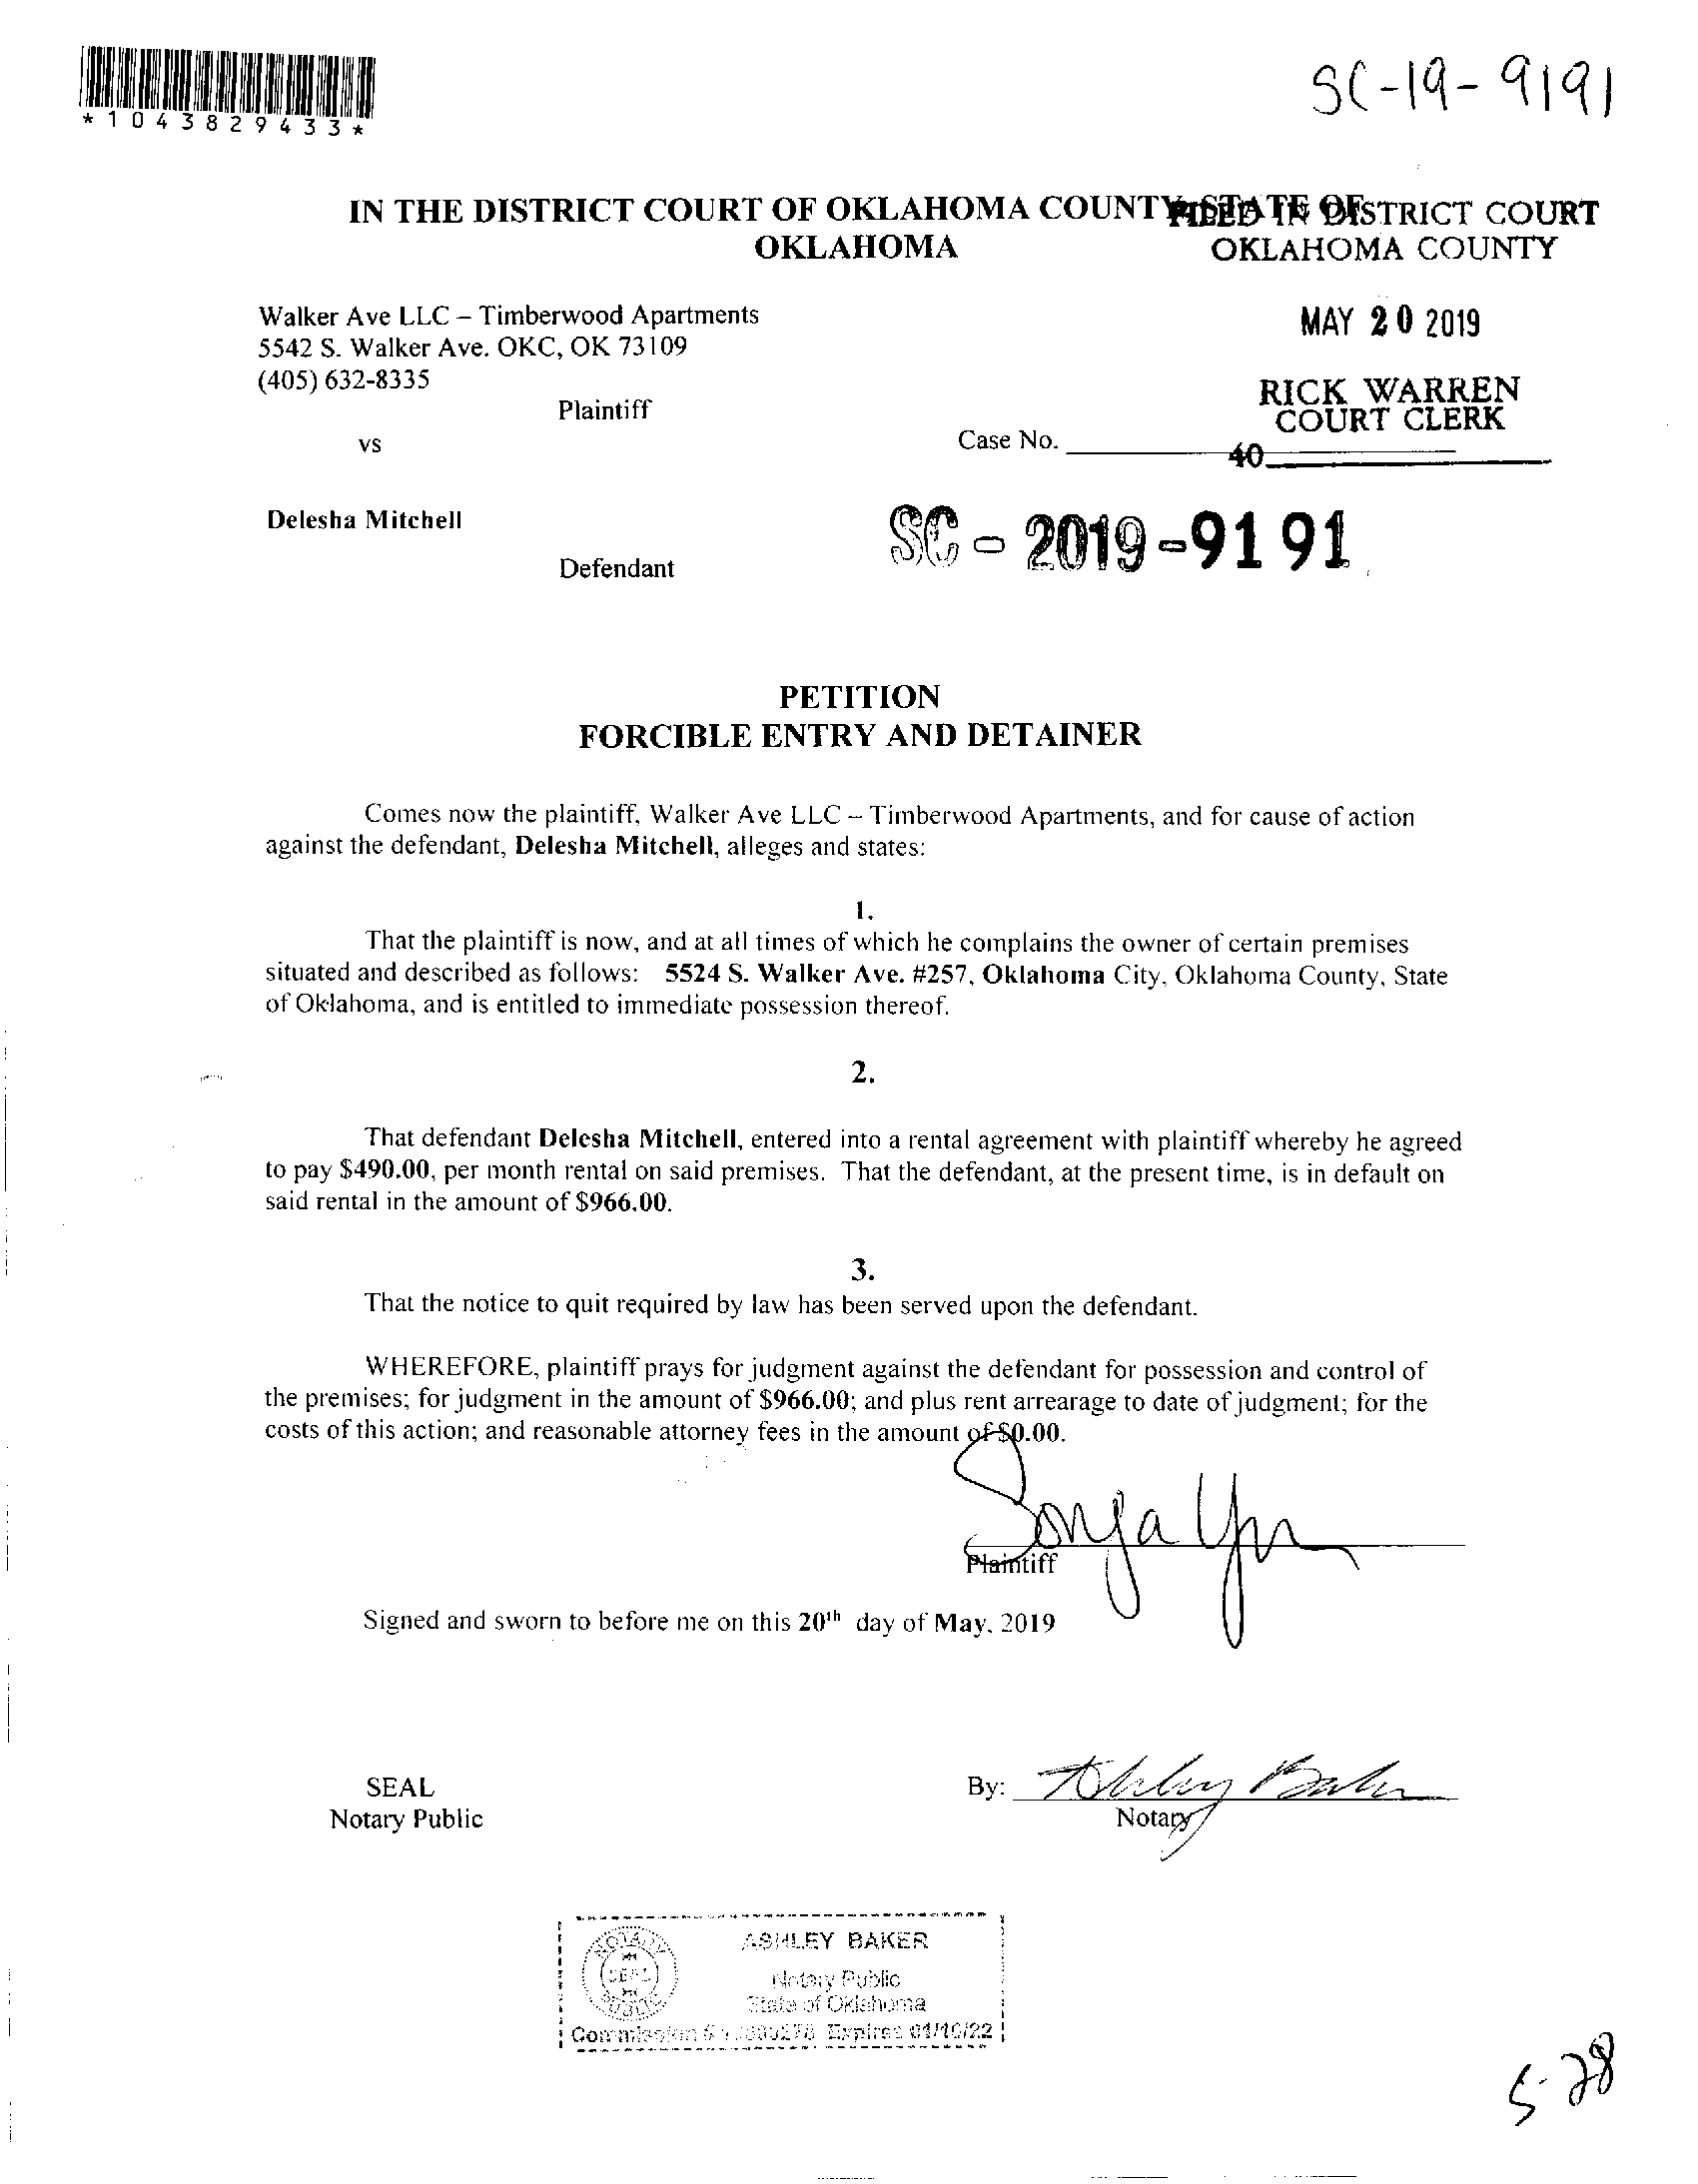 *1043829433*
SC-19-9191
IN THE DISTRICT COURT OF OKLAHOMA COUNTY, STATE OF
OKLAHOMA
FILED IN DISTRICT COURT
OKLAHOMA COUNTY
MAY 20 2019
RICK WARREN
COURT CLERK
40
Walker Ave LLC – Timberwood Apartments
5542 S. Walker Ave. OKC, OK 73109
(405) 632-8335
Plaintiff
vs
Case No.
Delesha Mitchell
SC - 2019-9191
Defendant
PETITION
FORCIBLE ENTRY AND DETAINER
Comes now the plaintiff, Walker Ave LLC – Timberwood Apartments, and for cause of action
against the defendant, Delesha Mitchell, alleges and states:
1.
That the plaintiff is now, and at all times of which he complains the owner of certain premises
situated and described as follows: 5524 S. Walker Ave. #257, Oklahoma City, Oklahoma County, State
of Oklahoma, and is entitled to immediate possession thereof.
2.
That defendant Delesha Mitchell, entered into a rental agreement with plaintiff whereby he agreed
to pay $490.00, per month rental on said premises. That the defendant, at the present time, is in default on
said rental in the amount of $966.00.
3.
That the notice to quit required by law has been served upon the defendant.
WHEREFORE, plaintiff prays for judgment against the defendant for possession and control of
the premises; for judgment in the amount of $966.00; and plus rent arrearage to date of judgment; for the
costs of this action; and reasonable attorney fees in the amount of $0.00.
Sonja
Plaintiff
Signed and sworn to before me on this 20th day of May, 2019
SEAL
Notary Public
By: Ashley Baker
Notary
NOTARY
SEAL
PUBLIC
ASHLEY BAKER
Notary Public
State of Oklahoma
Commission Expires 01/10/22
5-28